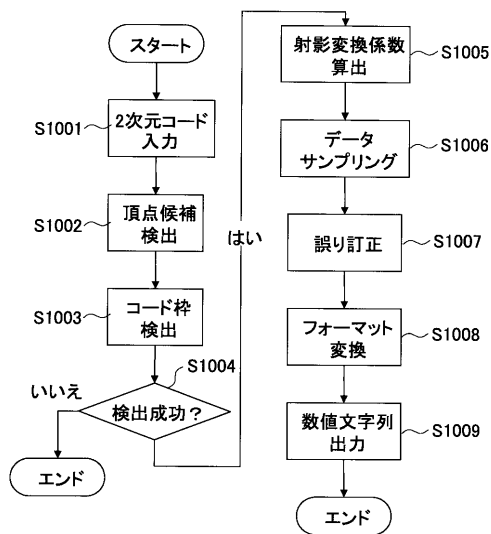 スタート
S1001
2次元コード
入力
S1002
頂点候補
検出
S1003
コード枠
検出
S1004
検出成功？
いいえ
エンド
はい
射影変換係数
算出
S1005
データ
サンプリング
S1006
誤り訂正
S1007
フォーマット
変換
S1008
数値文字列
出力
S1009
エンド